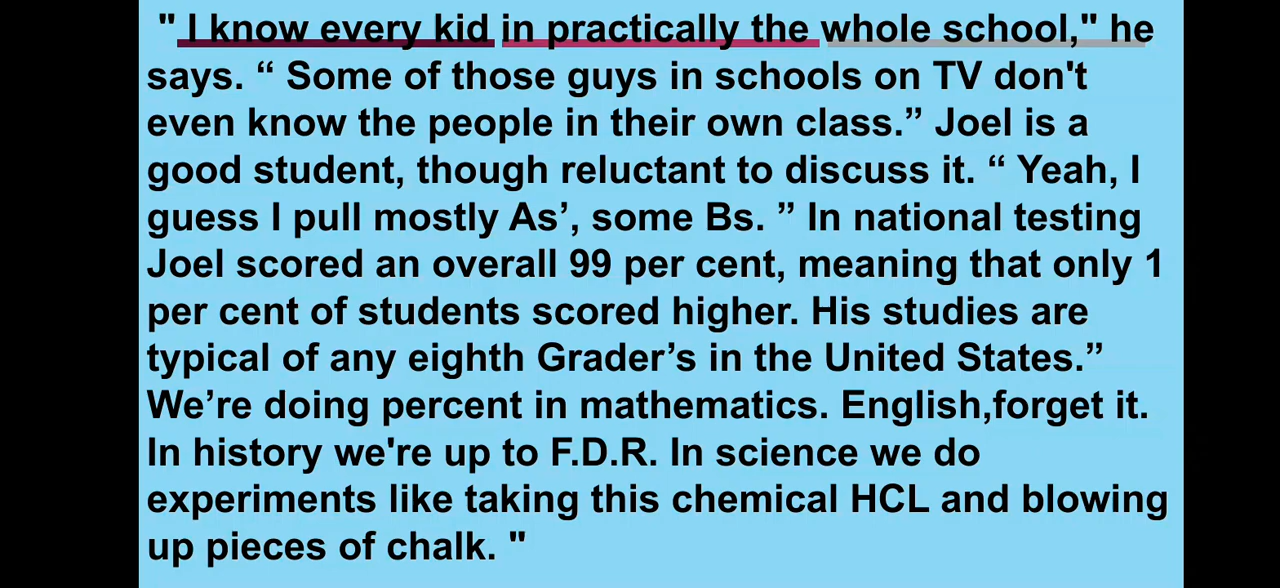 " I know every kid in practically the whole school," he
says. “ Some of those guys in schools on TV don't
even know the people in their own class.” Joel is a
good student, though reluctant to discuss it. “ Yeah, I
guess I pull mostly As’, some Bs. ” In national testing
Joel scored an overall 99 per cent, meaning that only 1
per cent of students scored higher. His studies are
typical of any eighth Grader’s in the United States.”
We’re doing percent in mathematics. English,forget it.
In history we're up to F.D.R. In science we do
experiments like taking this chemical HCL and blowing
up pieces of chalk. "